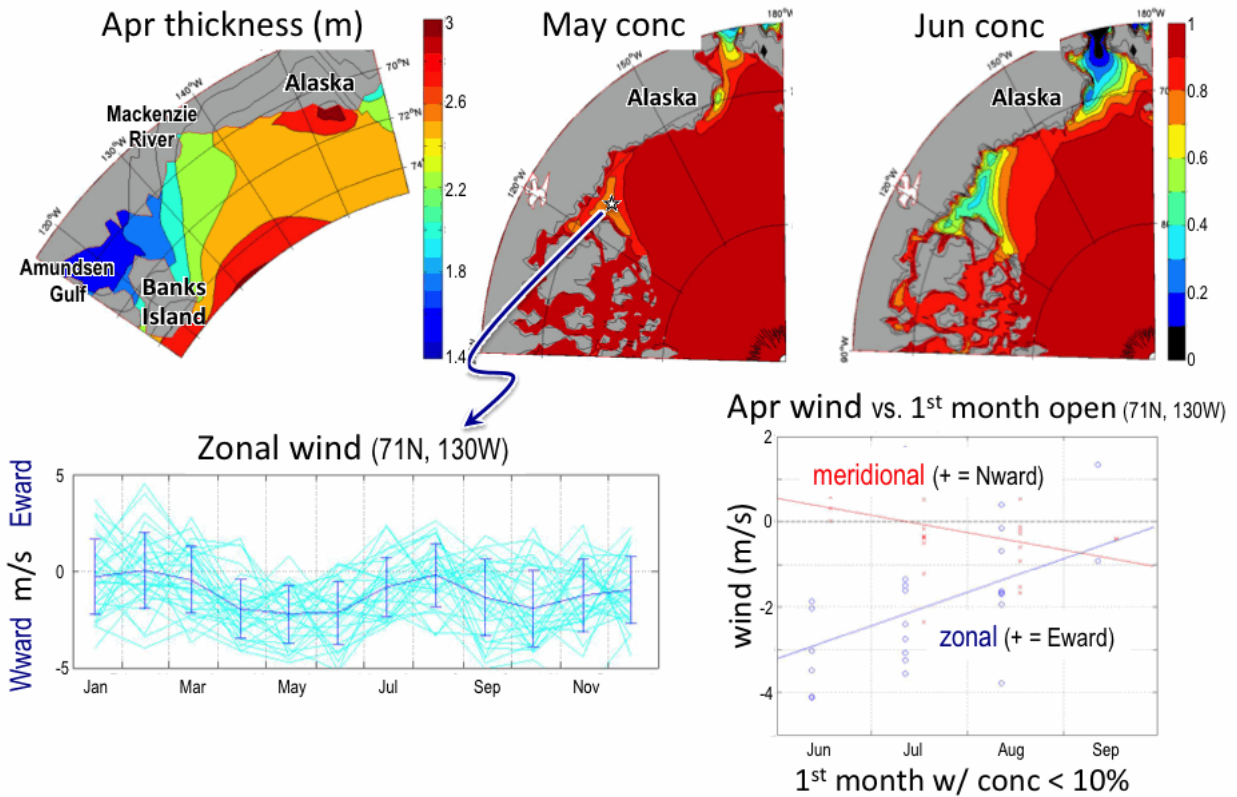 Apr thickness (m)
140°W
130°W
120°W
70°N
72°N
74°
Alaska
Mackenzie
River
Amundsen
Gulf
Banks
Island
3
2.6
2.2
1.8
1.4
May conc
180°W
150°W
120°W
Alaska
Jun conc
180°W
150°W
120°W
90°W
70
80
Alaska
1
0.8
0.6
0.4
0.2
0
Zonal wind (71N, 130W)
Wward m/s Eward
5
0
-5
Jan
Mar
May
Jul
Sep
Nov
Apr wind vs. 1st month open (71N, 130W)
wind (m/s)
2
0
-2
-4
meridional (+ = Nward)
zonal (+ = Eward)
Jun
Jul
Aug
Sep
1st month w/ conc < 10%